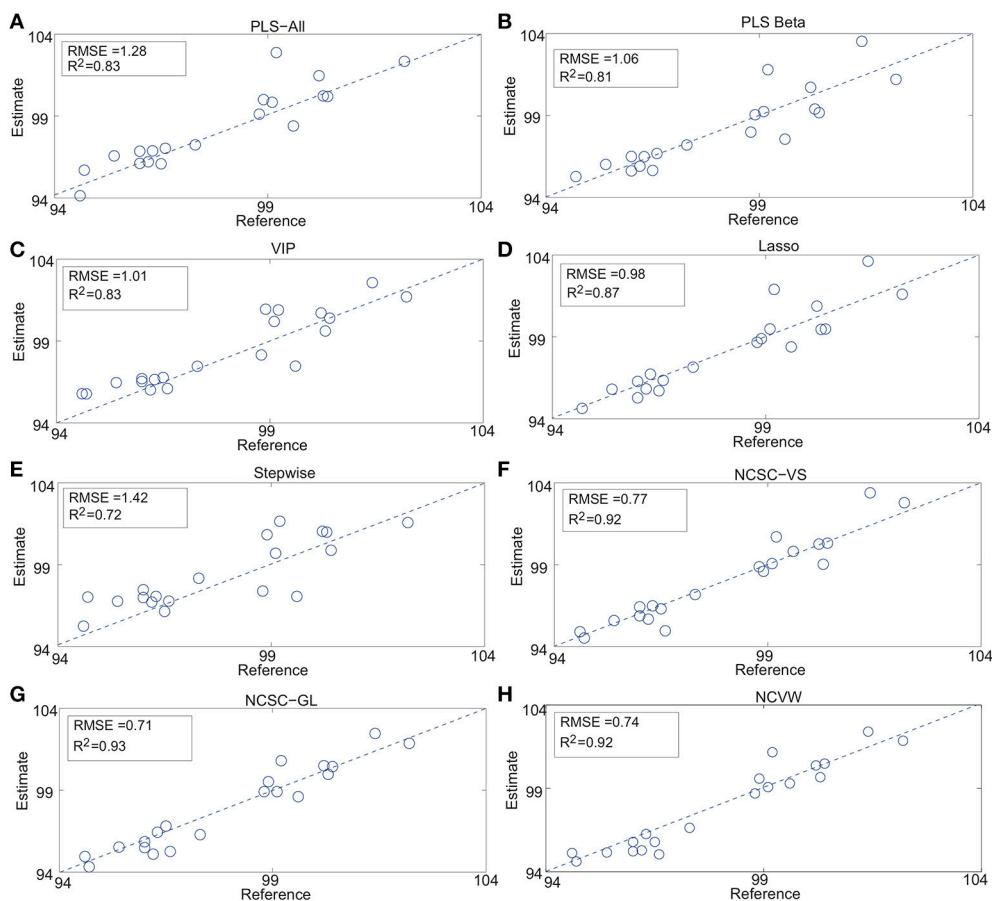 A
PLS−All
104
RMSE =1.28
R2=0.83
Estimate
99
94
94
99
104
Reference
B
PLS Beta
104
RMSE =1.06
R2=0.81
Estimate
99
94
94
99
104
Reference
C
VIP
104
RMSE =1.01
R2=0.83
Estimate
99
94
94
99
104
Reference
D
Lasso
104
RMSE =0.98
R2=0.87
Estimate
99
94
94
99
104
Reference
E
Stepwise
104
RMSE =1.42
R2=0.72
Estimate
99
94
94
99
104
Reference
F
NCSC−VS
104
RMSE =0.77
R2=0.92
Estimate
99
94
94
99
104
Reference
G
NCSC−GL
104
RMSE =0.71
R2=0.93
Estimate
99
94
94
99
104
Reference
H
NCVW
104
RMSE =0.74
R2=0.92
Estimate
99
94
94
99
104
Reference